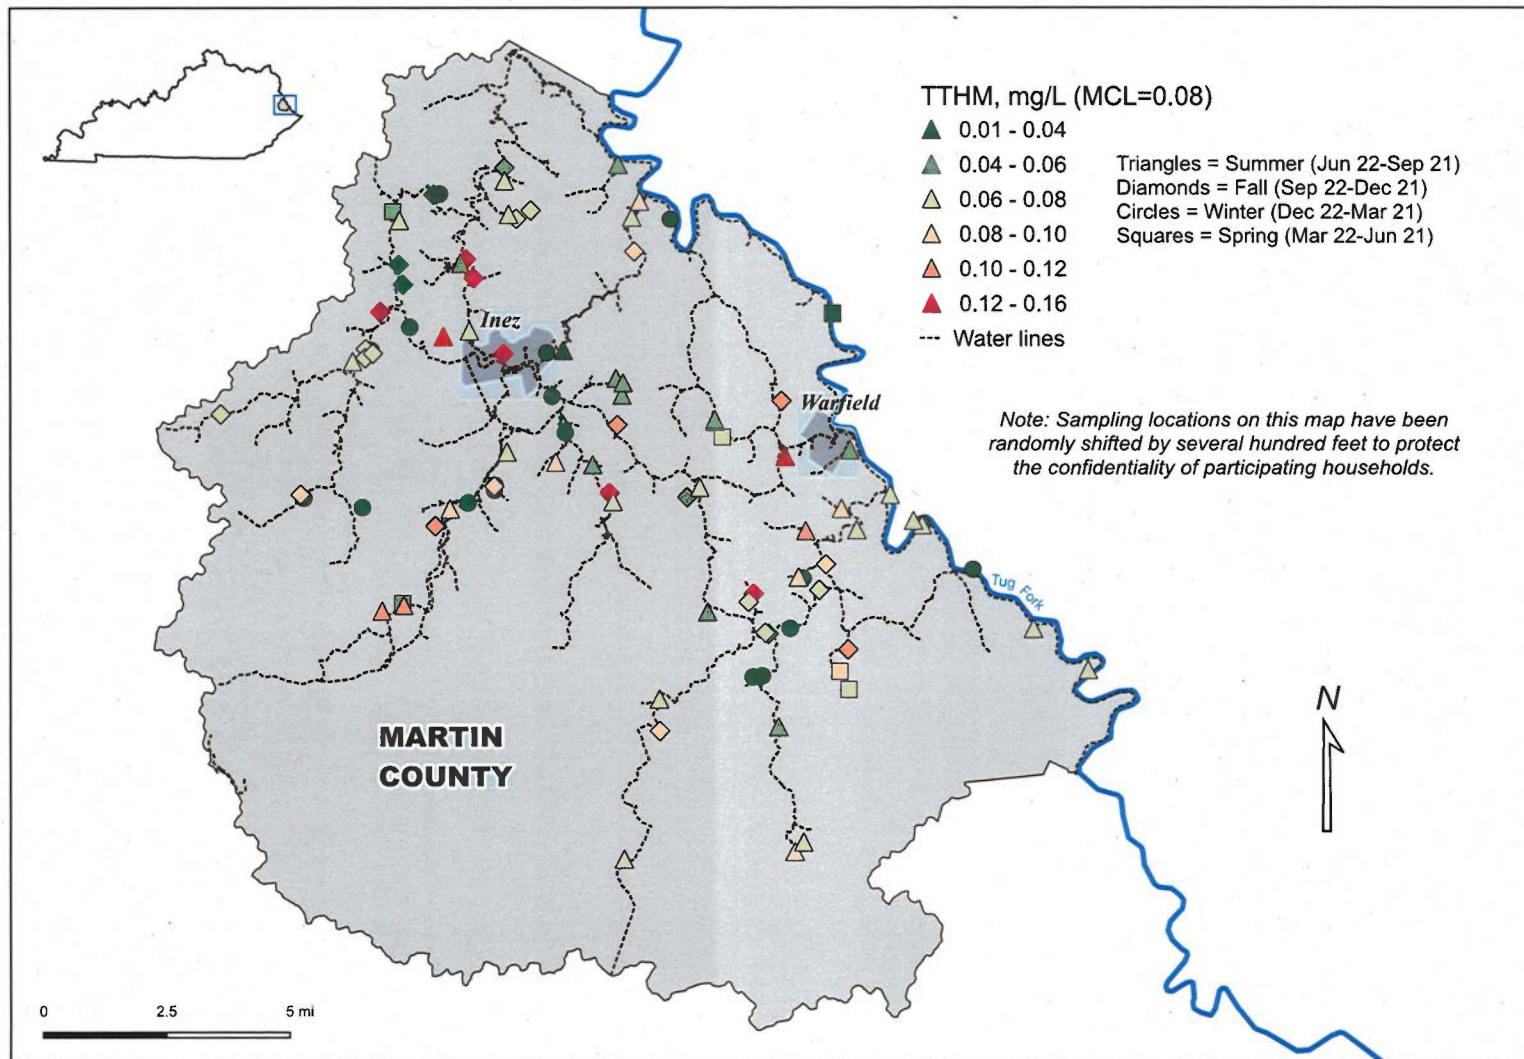 TTHM, mg/L (MCL=0.08)
0.01 - 0.04
0.04 - 0.06
0.06 - 0.08
0.08 - 0.10
0.10 - 0.12
0.12 - 0.16
Water lines
Triangles = Summer (Jun 22-Sep 21)
Diamonds = Fall (Sep 22-Dec 21)
Circles = Winter (Dec 22-Mar 21)
Squares = Spring (Mar 22-Jun 21)
Inez
Warfield
Note: Sampling locations on this map have been
randomly shifted by several hundred feet to protect
the confidentiality of participating households.
Tug Fork
MARTIN
COUNTY
N
0 2.5 5 mi